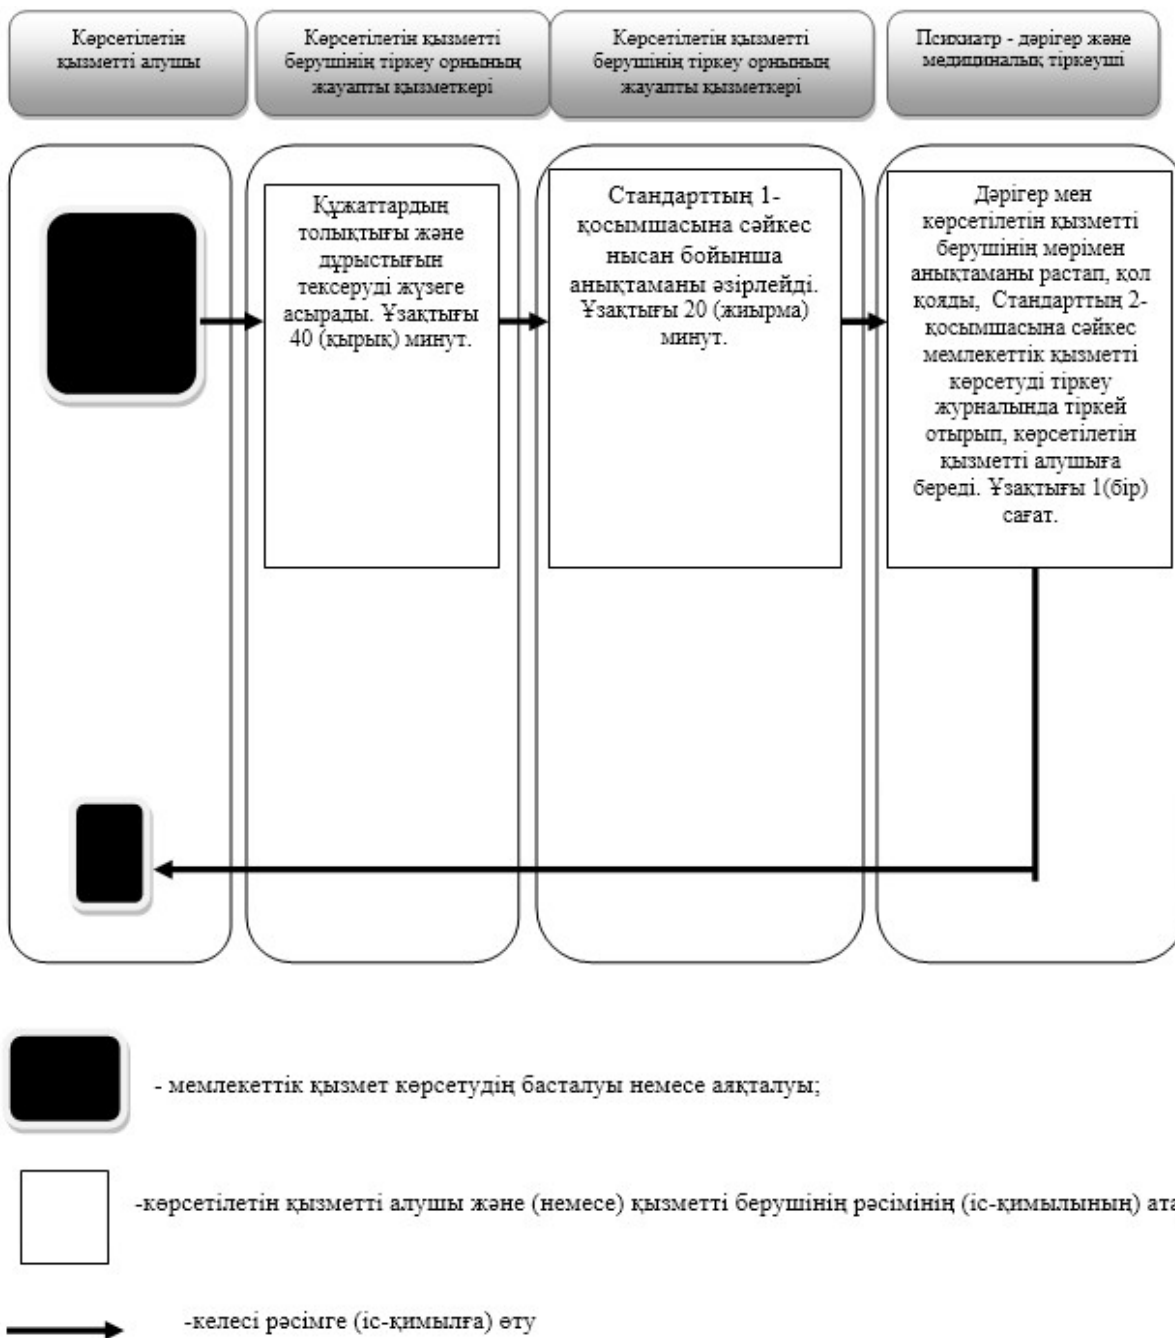 Көрсетілетін
қызметті алушы
Көрсетілетін қызметті
берушінің тіркеу орнының
жауапты қызметкері
Көрсетілетін қызметті
берушінің тіркеу орнының
жауапты қызметкері
Психиатр - дәрігер және
медициналық тіркеуші
Құжаттардың
толықтығы және
дұрыстығын
тексеруді жүзеге
асырады. Ұзақтығы
40 (қырық) минут.
Стандарттың 1-
қосымшасына сәйкес
нысан бойынша
анықтаманы әзірлейді.
Ұзақтығы 20 (жиырма)
минут.
Дәрігер мен
көрсетілетін қызметті
берушінің мөрімен
анықтаманы растап, қол
қояды, Стандарттың 2-
қосымшасына сәйкес
мемлекеттік қызметті
көрсетуді тіркеу
журналында тіркей
отырып, көрсетілетін
қызметті алушыға
береді. Ұзақтығы 1(бір)
сағат.
- мемлекеттік қызмет көрсетудің басталуы немесе аяқталуы;
-көрсетілетін қызметті алушы және (немесе) қызметті берушінің рәсімінің (іс-қимылының) ата
-келесі рәсімге (іс-қимылға) өту